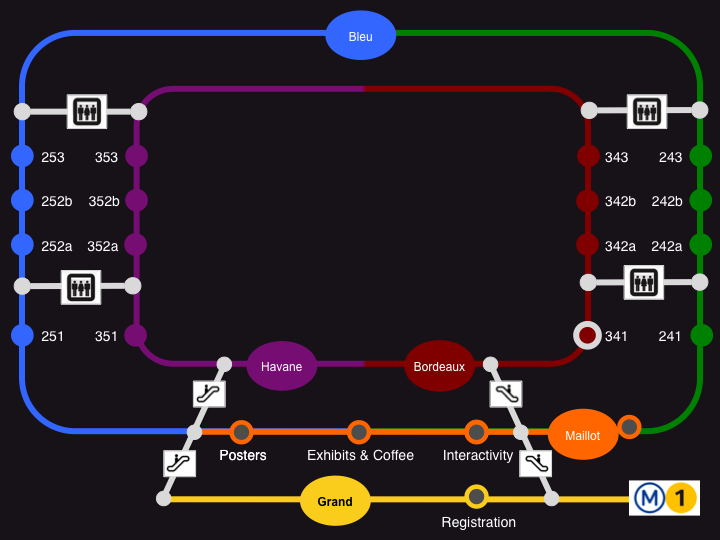 Bleu
253 353 343 243
252b 352b 342b 242b
252a 352a 342a 242a
251 351 341 241
Havane Bordeaux
Maillot
Posters Exhibits & Coffee Interactivity
Grand M 1
Registration